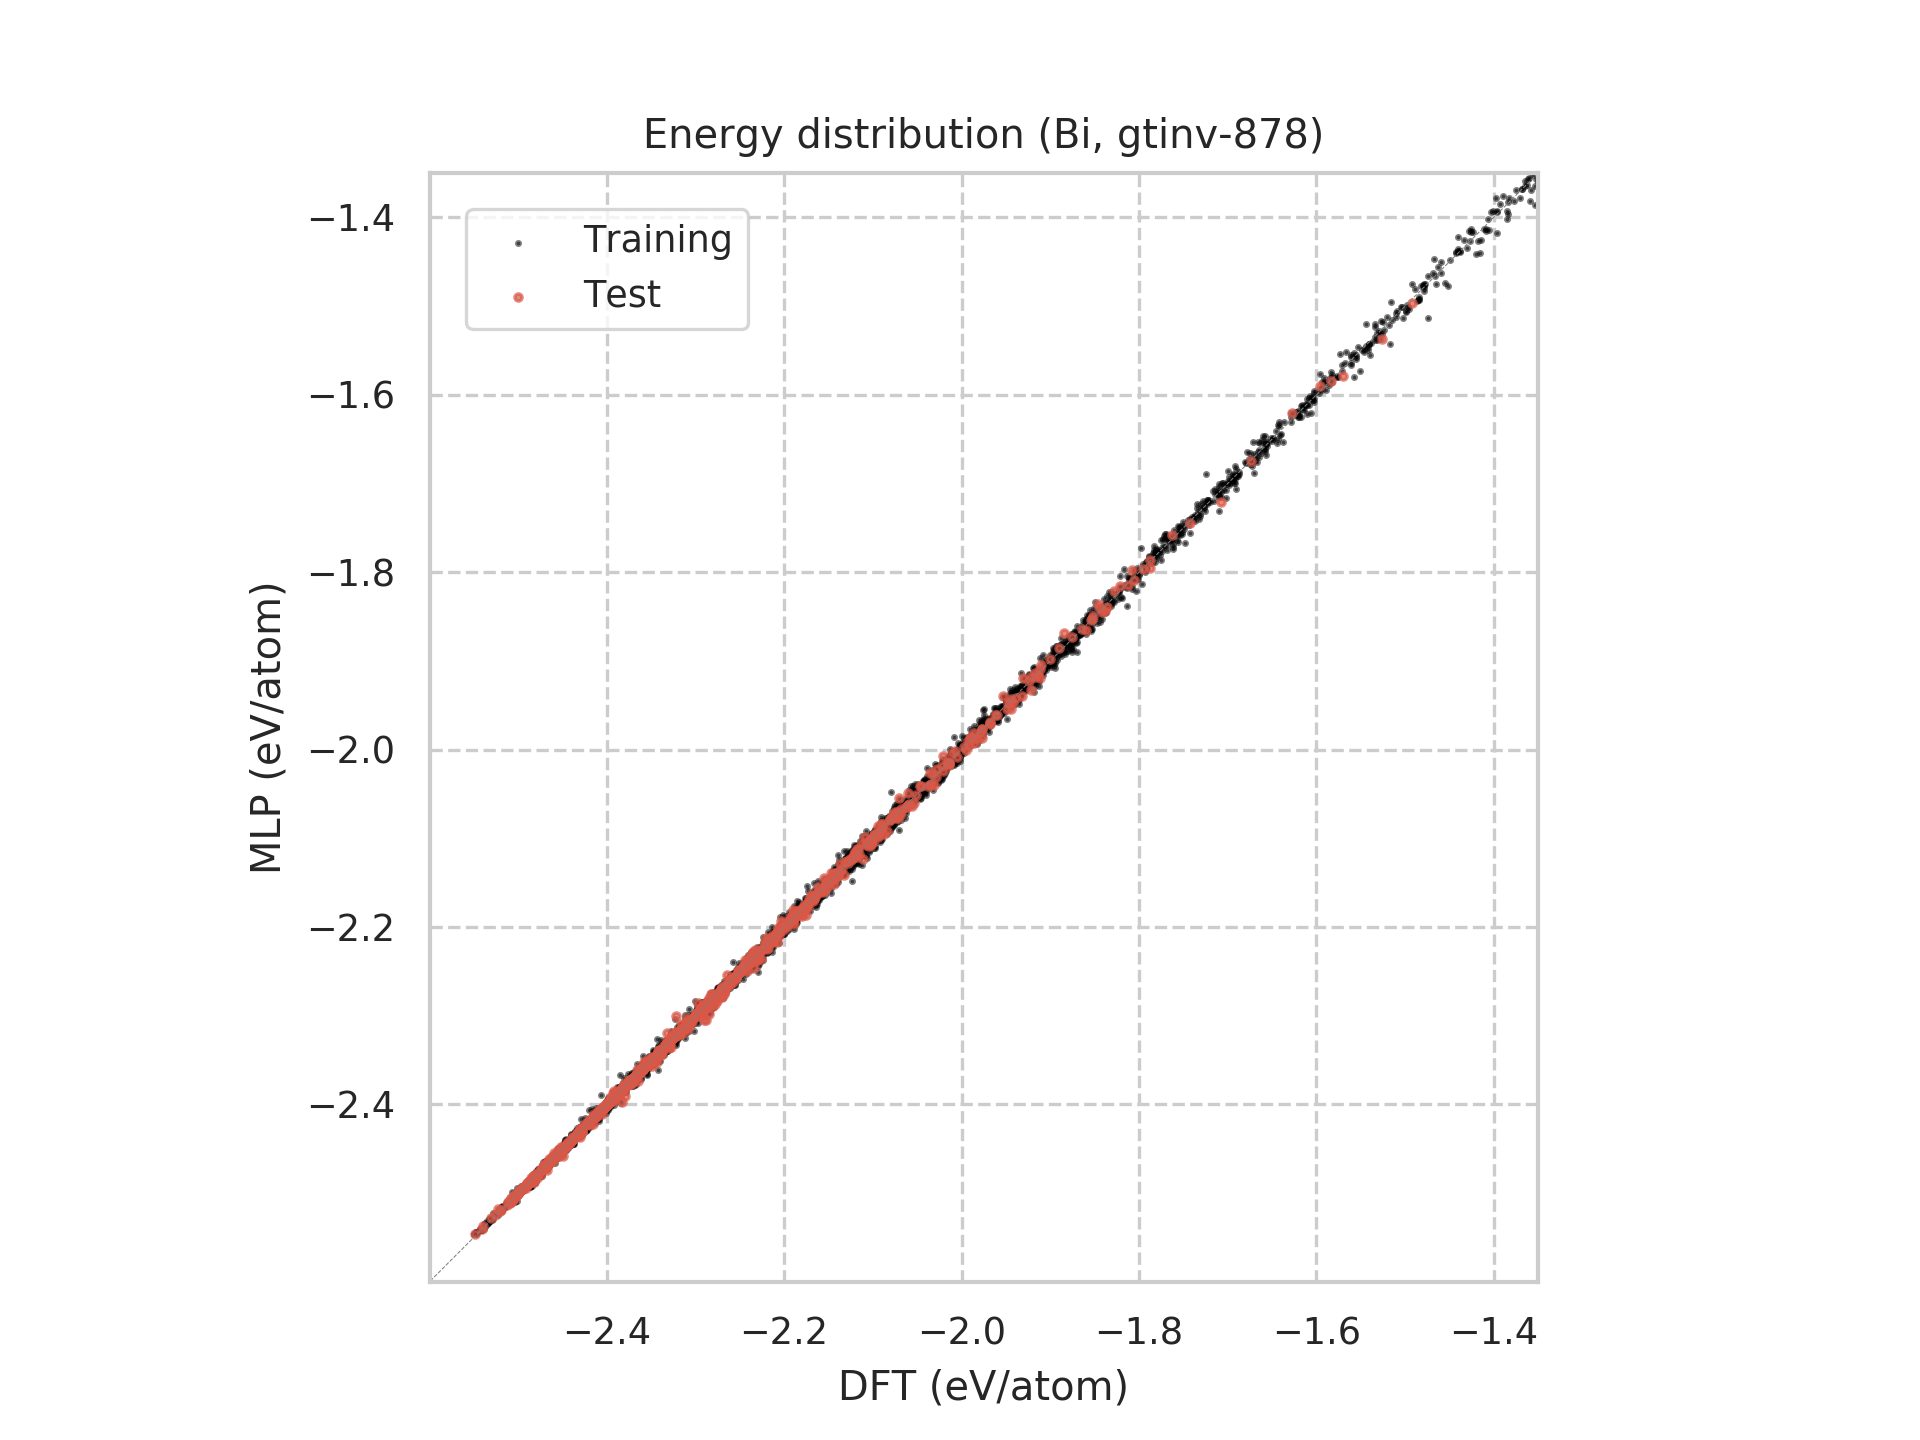 Energy distribution (Bi, gtinv-878)
Training
Test
MLP (eV/atom)
−1.4
−1.6
−1.8
−2.0
−2.2
−2.4
−2.4 −2.2 −2.0 −1.8 −1.6 −1.4
DFT (eV/atom)